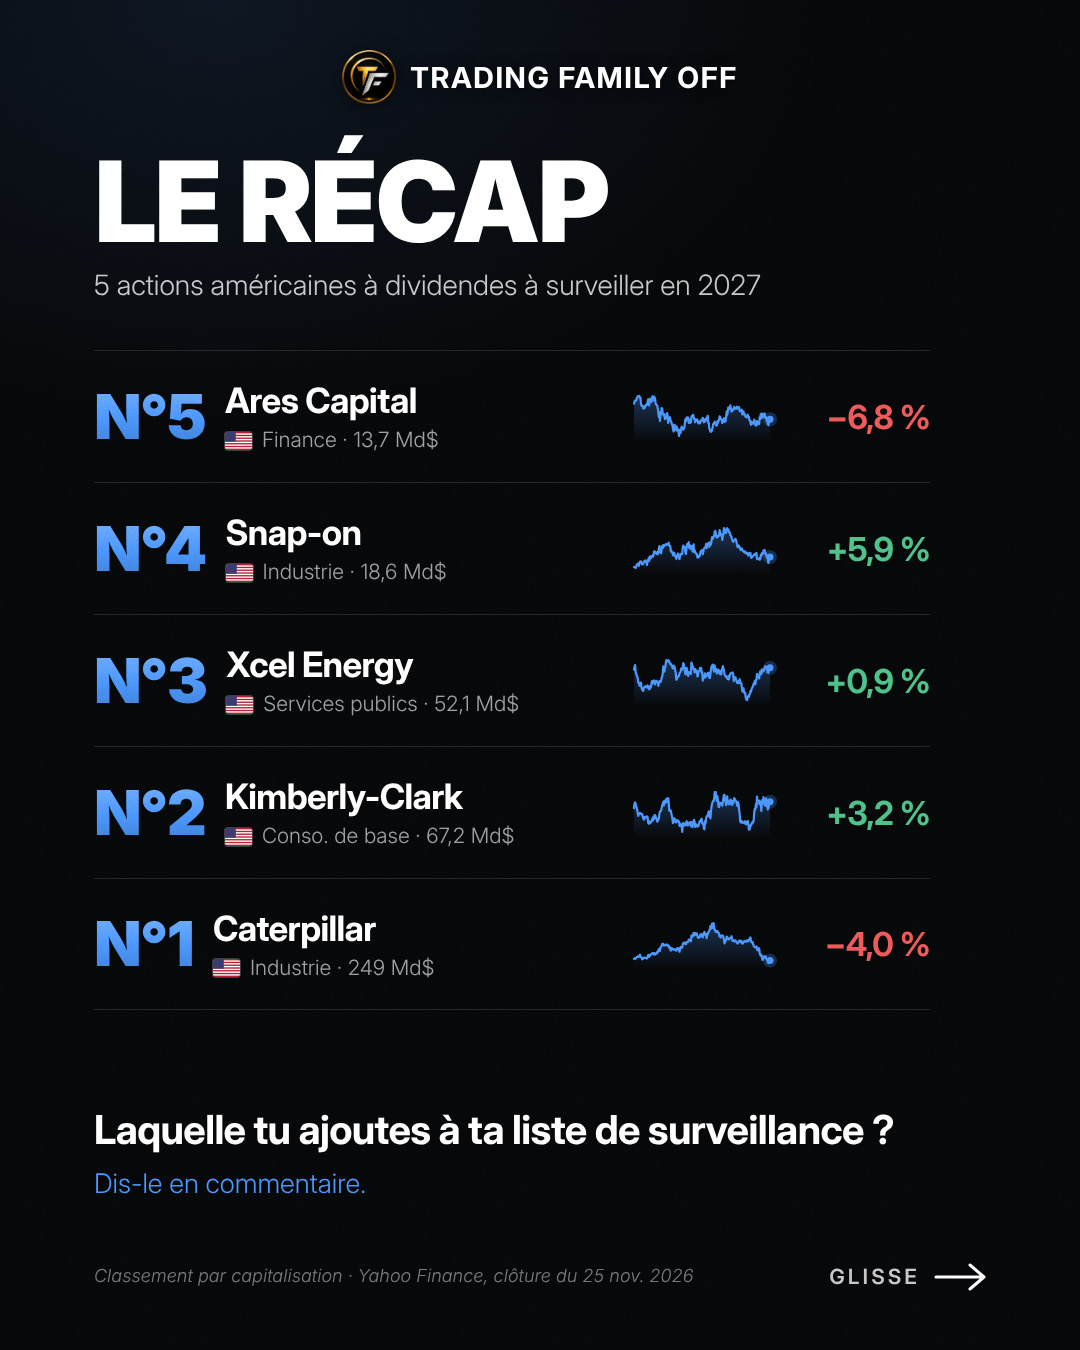 TF TRADING FAMILY OFF
LE RÉCAP
5 actions américaines à dividendes à surveiller en 2027
N°5 Ares Capital −6,8 %
Finance · 13,7 Md$
N°4 Snap-on +5,9 %
Industrie · 18,6 Md$
N°3 Xcel Energy +0,9 %
Services publics · 52,1 Md$
N°2 Kimberly-Clark +3,2 %
Conso. de base · 67,2 Md$
N°1 Caterpillar −4,0 %
Industrie · 249 Md$
Laquelle tu ajoutes à ta liste de surveillance ?
Dis-le en commentaire.
Classement par capitalisation · Yahoo Finance, clôture du 25 nov. 2026
GLISSE